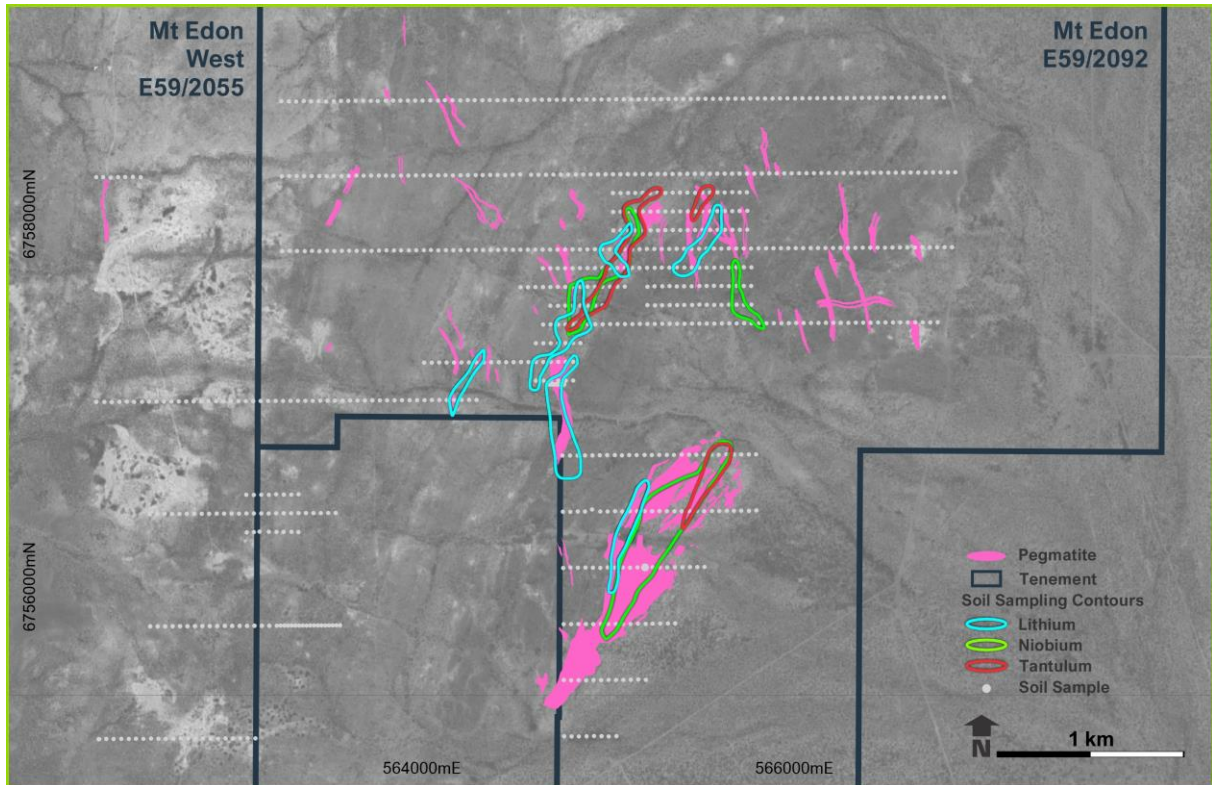 Mt Edon
West
E59/2055
Mt Edon
E59/2092
6758000mN
6756000mN
564000mE
566000mE
Pegmatite
Tenement
Soil Sampling Contours
Lithium
Niobium
Tantulum
Soil Sample
N
1 km